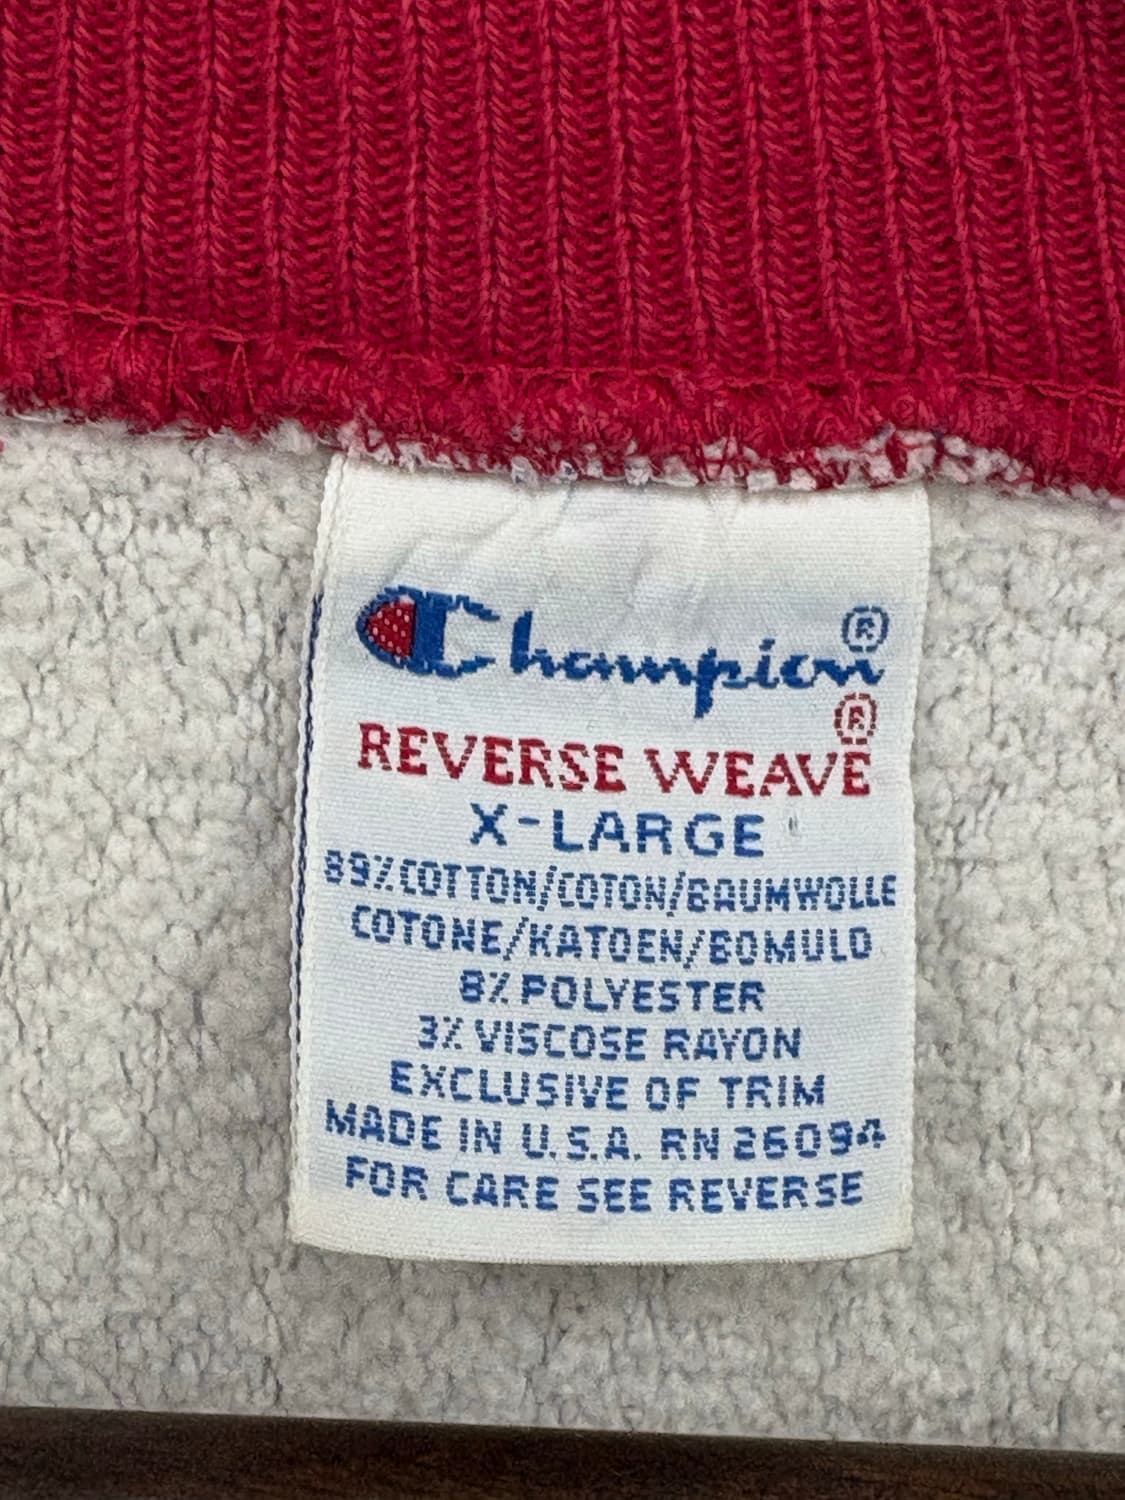 Champion®
REVERSE WEAVE®
X-LARGE
89% COTTON/COTON/BAUMWOLLE
COTONE/KATOEN/BOMULD
8% POLYESTER
3% VISCOSE RAYON
EXCLUSIVE OF TRIM
MADE IN U.S.A. RN 26094
FOR CARE SEE REVERSE